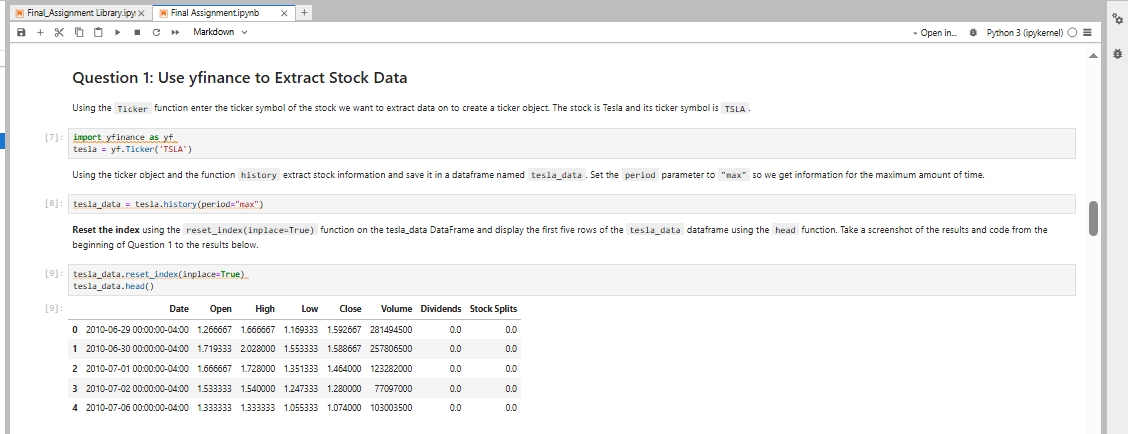 Final_Assignment Library.ipy
Final Assignment.ipynb
Markdown
Open in...
Python 3 (ipykernel)
Question 1: Use yfinance to Extract Stock Data
Using the Ticker function enter the ticker symbol of the stock we want to extract data on to create a ticker object. The stock is Tesla and its ticker symbol is TSLA .
[7]: import yfinance as yf
tesla = yf.Ticker('TSLA')
Using the ticker object and the function history extract stock information and save it in a dataframe named tesla_data . Set the period parameter to "max" so we get information for the maximum amount of time.
[8]: tesla_data = tesla.history(period="max")
Reset the index using the reset_index(inplace=True) function on the tesla_data DataFrame and display the first five rows of the tesla_data dataframe using the head function. Take a screenshot of the results and code from the
beginning of Question 1 to the results below.
[9]: tesla_data.reset_index(inplace=True)
tesla_data.head()
[9]: Date Open High Low Close Volume Dividends Stock Splits
0 2010-06-29 00:00:00-04:00 1.266667 1.666667 1.169333 1.592667 281494500 0.0 0.0
1 2010-06-30 00:00:00-04:00 1.719333 2.028000 1.553333 1.588667 257806500 0.0 0.0
2 2010-07-01 00:00:00-04:00 1.666667 1.728000 1.351333 1.464000 123282000 0.0 0.0
3 2010-07-02 00:00:00-04:00 1.533333 1.540000 1.247333 1.280000 77097000 0.0 0.0
4 2010-07-06 00:00:00-04:00 1.333333 1.333333 1.055333 1.074000 103003500 0.0 0.0